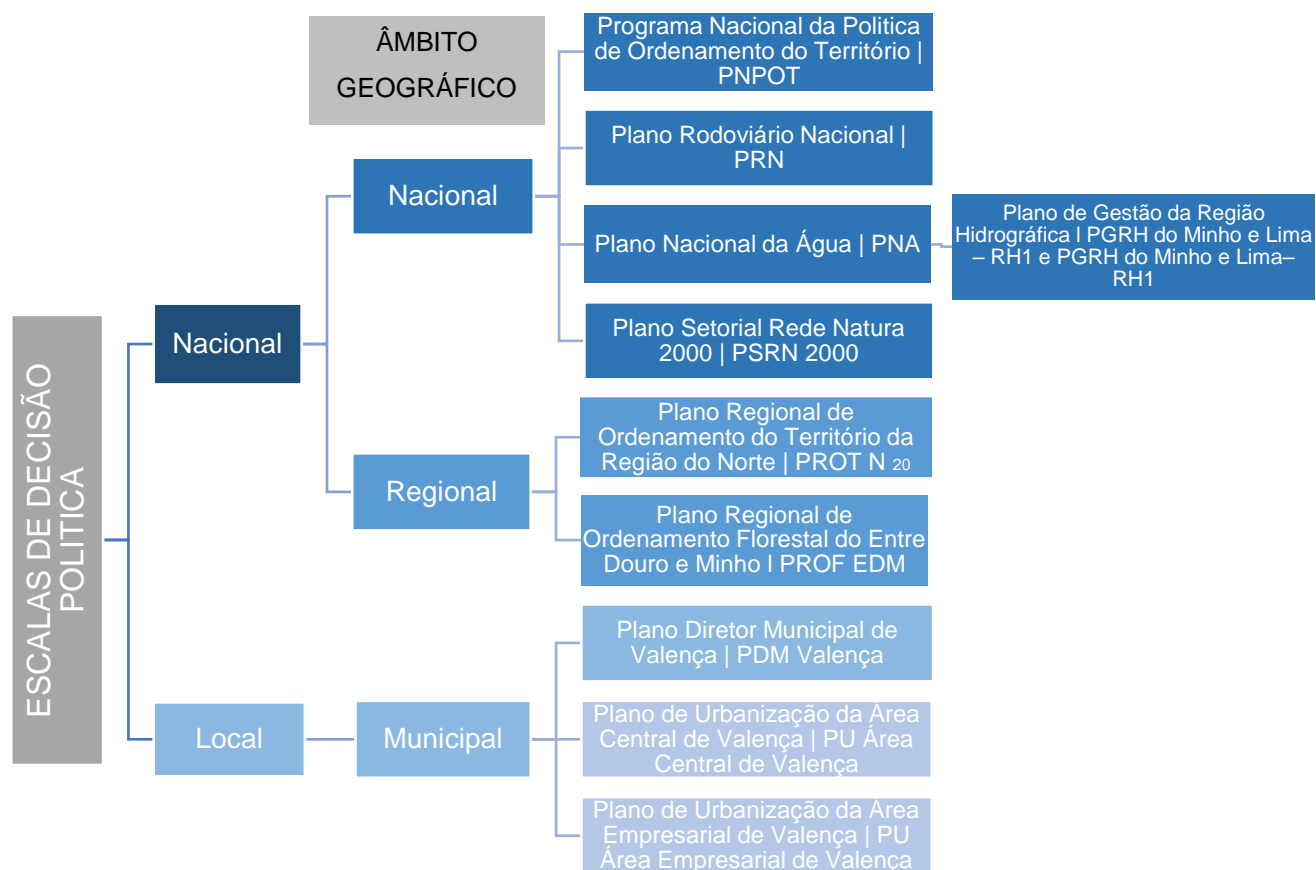 ÂMBITO
GEOGRÁFICO
Programa Nacional da Politica
de Ordenamento do Território |
PNPOT
Plano Rodoviário Nacional |
PRN
Nacional
Plano Nacional da Água | PNA
Plano de Gestão da Região
Hidrográfica l PGRH do Minho e Lima
– RH1 e PGRH do Minho e Lima–
RH1
Plano Setorial Rede Natura
2000 | PSRN 2000
Nacional
ESCALAS DE DECISÃO
POLITICA
Plano Regional de
Ordenamento do Território da
Região do Norte | PROT N 20
Regional
Plano Regional de
Ordenamento Florestal do Entre
Douro e Minho l PROF EDM
Plano Diretor Municipal de
Valença | PDM Valença
Local
Municipal
Plano de Urbanização da Área
Central de Valença | PU Área
Central de Valença
Plano de Urbanização da Área
Empresarial de Valença | PU
Área Empresarial de Valença